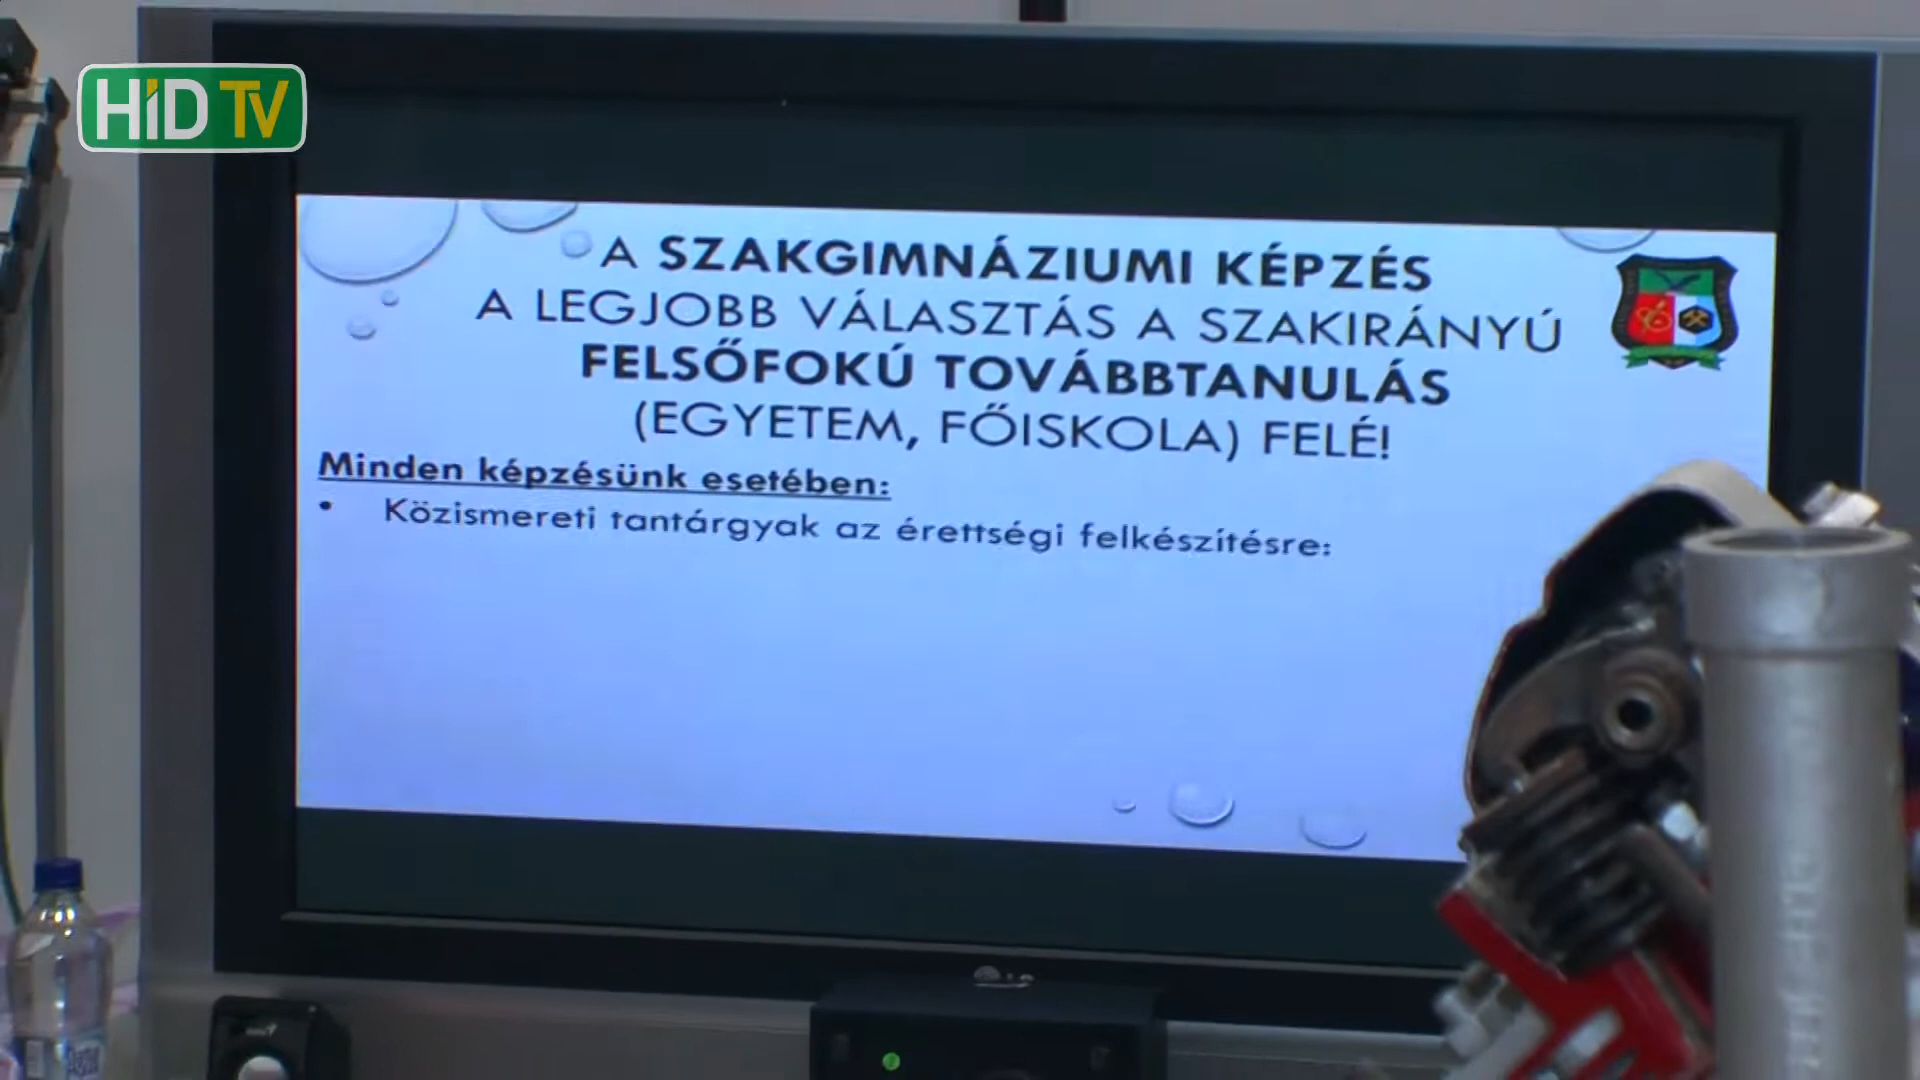 HÍD TV
A SZAKGIMNÁZIUMI KÉPZÉS
A LEGJOBB VÁLASZTÁS A SZAKIRÁNYÚ
FELSŐFOKÚ TOVÁBBTANULÁS
(EGYETEM, FŐISKOLA) FELÉ!
Minden képzésünk esetében:
• Közismereti tantárgyak az érettségi felkészítésre:
LG